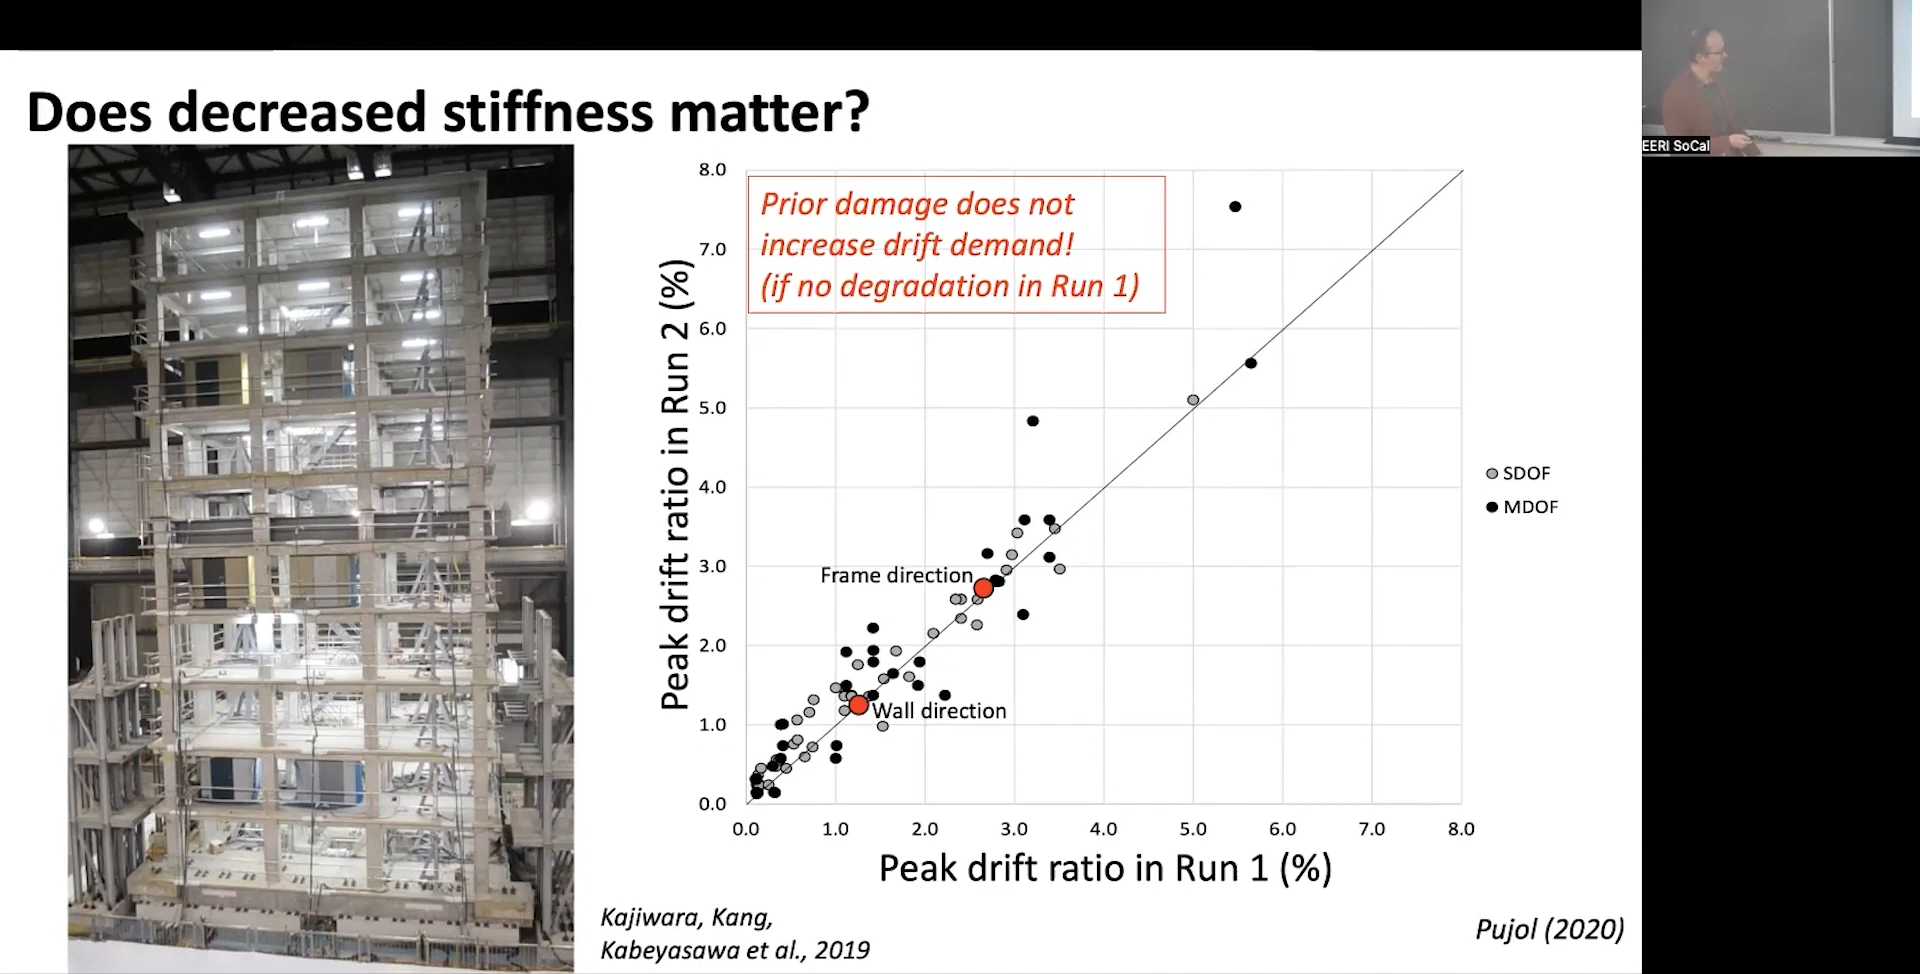 Does decreased stiffness matter?
EERI SoCal
Prior damage does not
increase drift demand!
(if no degradation in Run 1)
Peak drift ratio in Run 2 (%)
8.0
7.0
6.0
5.0
4.0
3.0
2.0
1.0
0.0
Frame direction
Wall direction
SDOF
MDOF
0.0 1.0 2.0 3.0 4.0 5.0 6.0 7.0 8.0
Peak drift ratio in Run 1 (%)
Kajiwara, Kang,
Kabeyasawa et al., 2019
Pujol (2020)